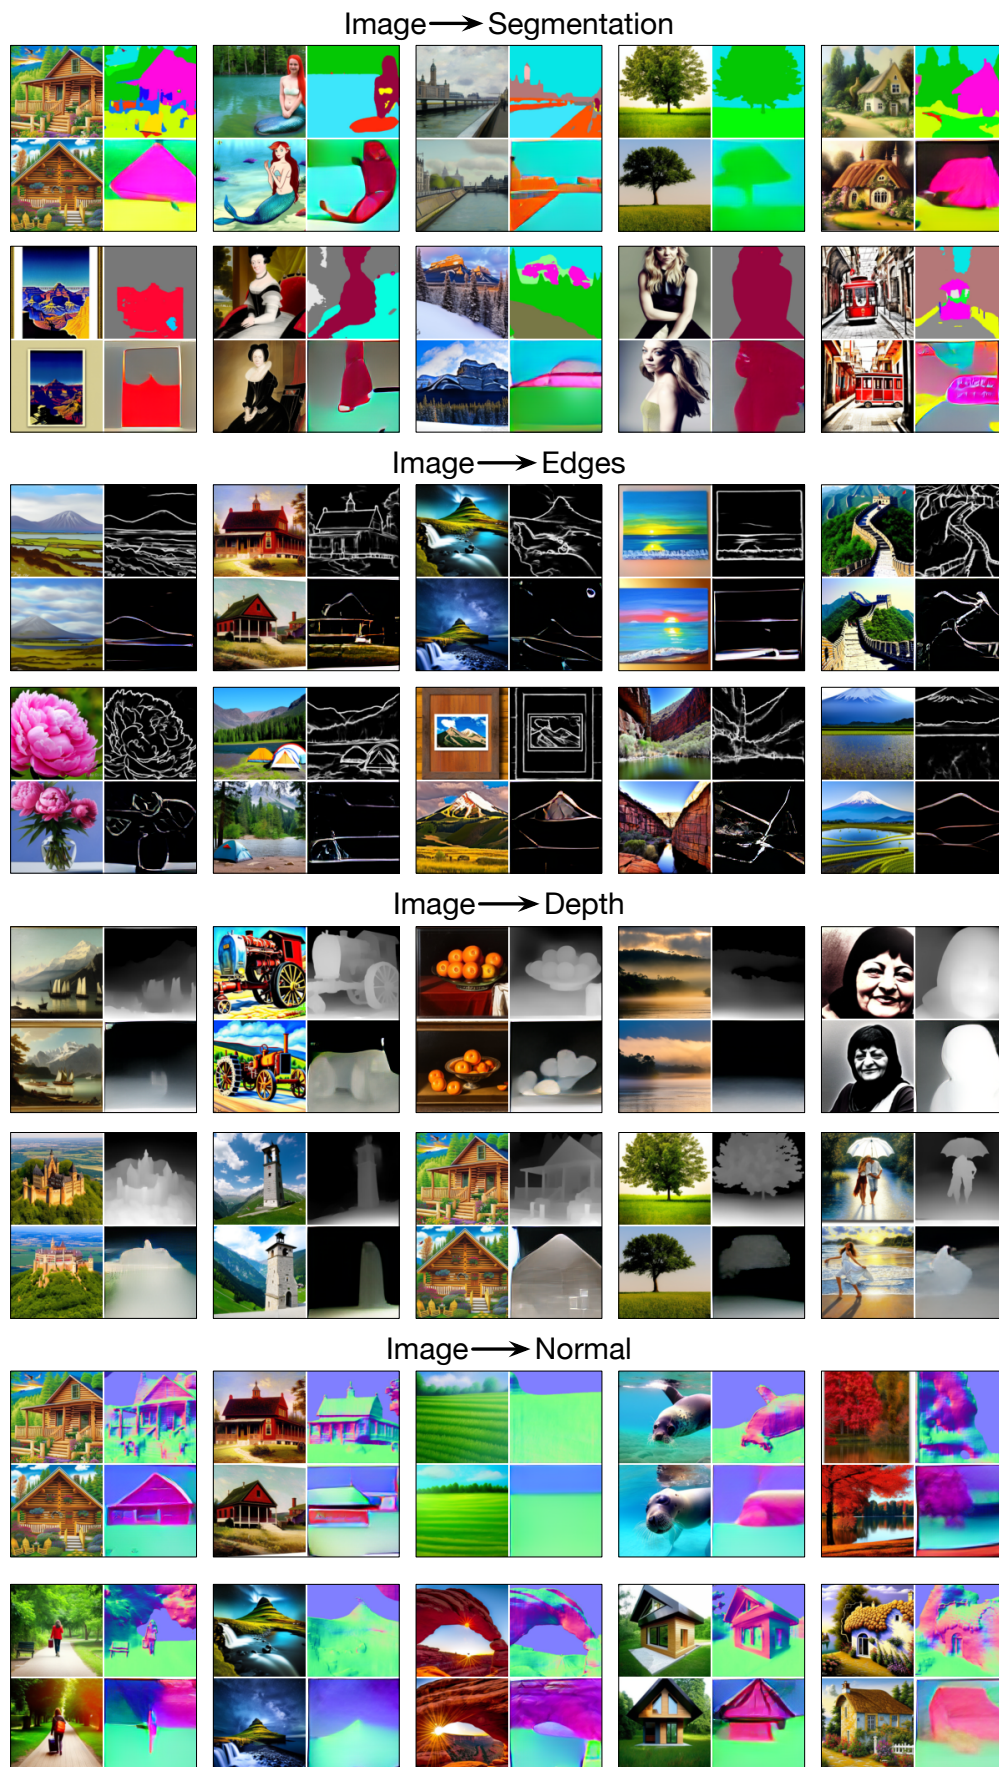 Image → Segmentation
Image → Edges
Image → Depth
Image → Normal